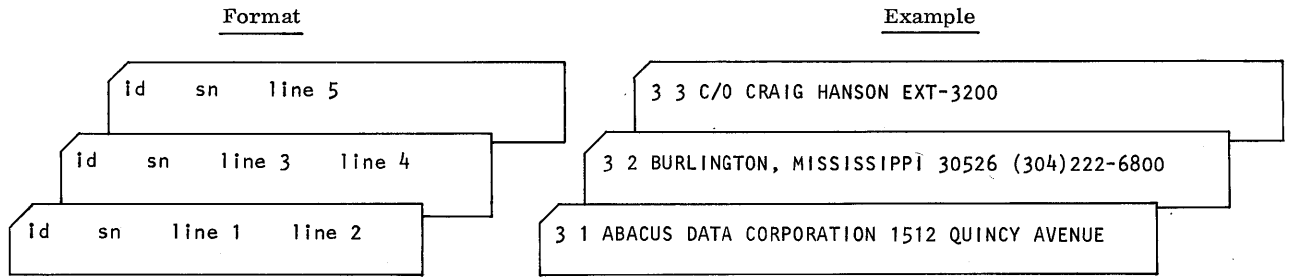 Format
id sn line 5
id sn line 3 line 4
id sn line 1 line 2
Example
3 3 C/O CRAIG HANSON EXT-3200
3 2 BURLINGTON, MISSISSIPPI 30526 (304)222-6800
3 1 ABACUS DATA CORPORATION 1512 QUINCY AVENUE